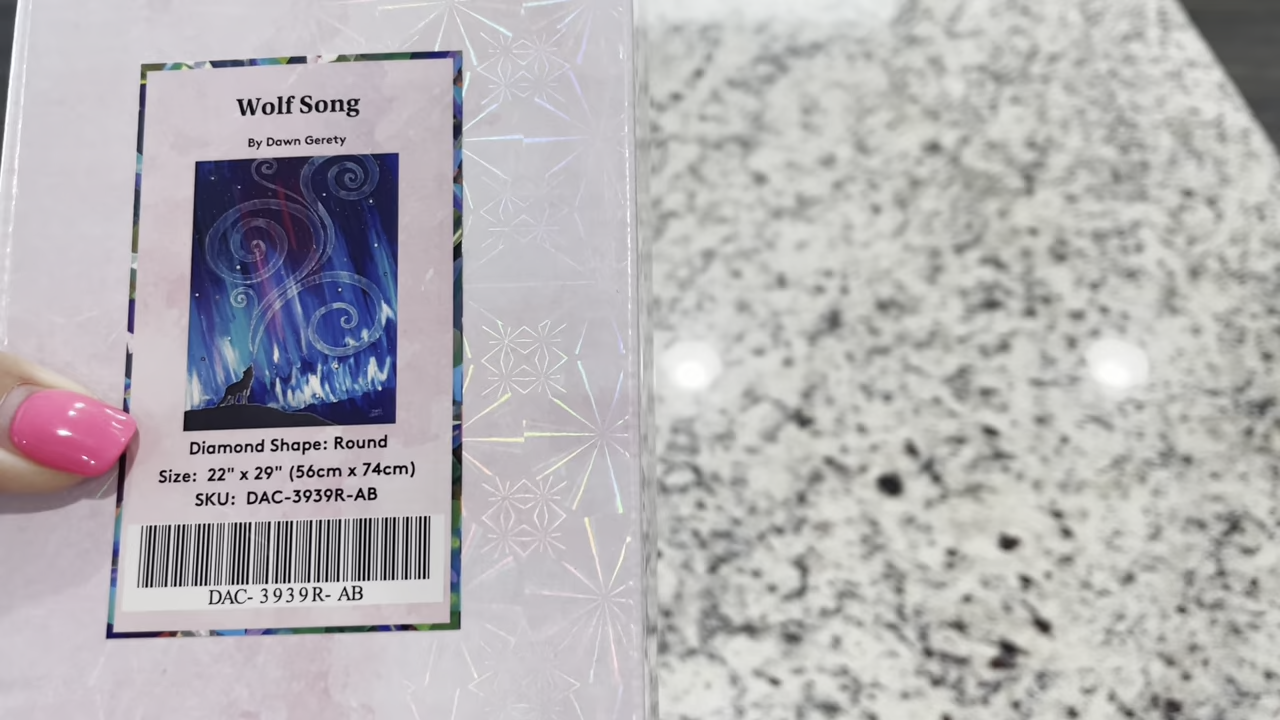 Wolf Song
By Dawn Gerety
Diamond Shape: Round
Size: 22" x 29" (56cm x 74cm)
SKU: DAC-3939R-AB
DAC- 3939R- AB